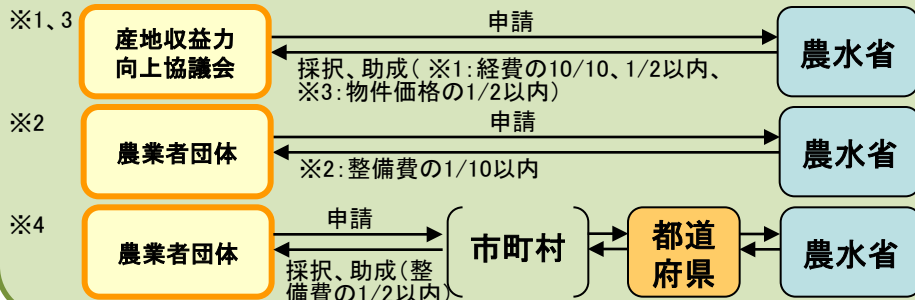 ※1、3
産地収益力
向上協議会
申請
採択、助成( ※1:経費の10/10、1/2以内、
※3:物件価格の1/2以内)
農水省
※2
農業者団体
申請
※2:整備費の1/10以内
農水省
※4
農業者団体
申請
採択、助成(整
備費の1/2以内)
市町村
都道
府県
農水省